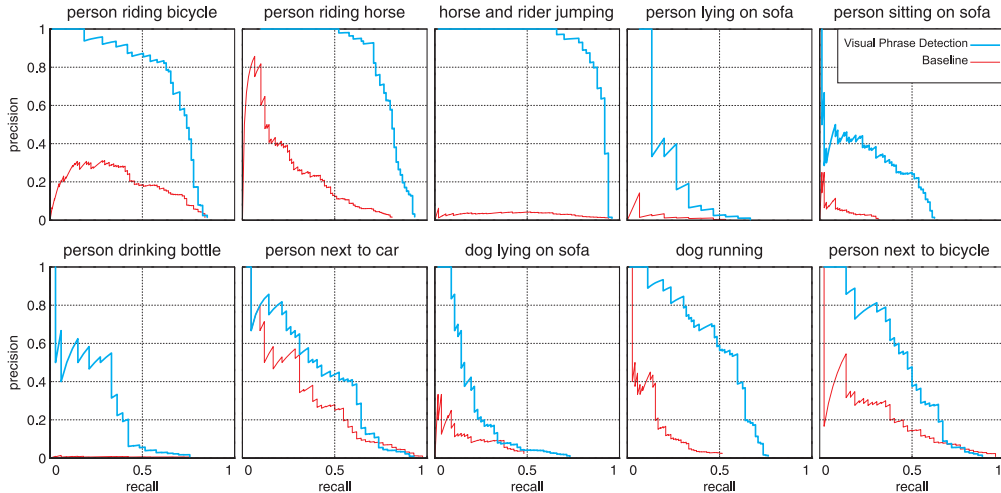 person riding bicycle
person riding horse
horse and rider jumping
person lying on sofa
person sitting on sofa
1
0.8
0.6
0.4
0.2
0
precision
Visual Phrase Detection
Baseline
person drinking bottle
person next to car
dog lying on sofa
dog running
person next to bicycle
1
0.8
0.6
0.4
0.2
0
precision
0 0.5 1
0 0.5 1
0 0.5 1
0 0.5 1
0 0.5 1
recall
recall
recall
recall
recall